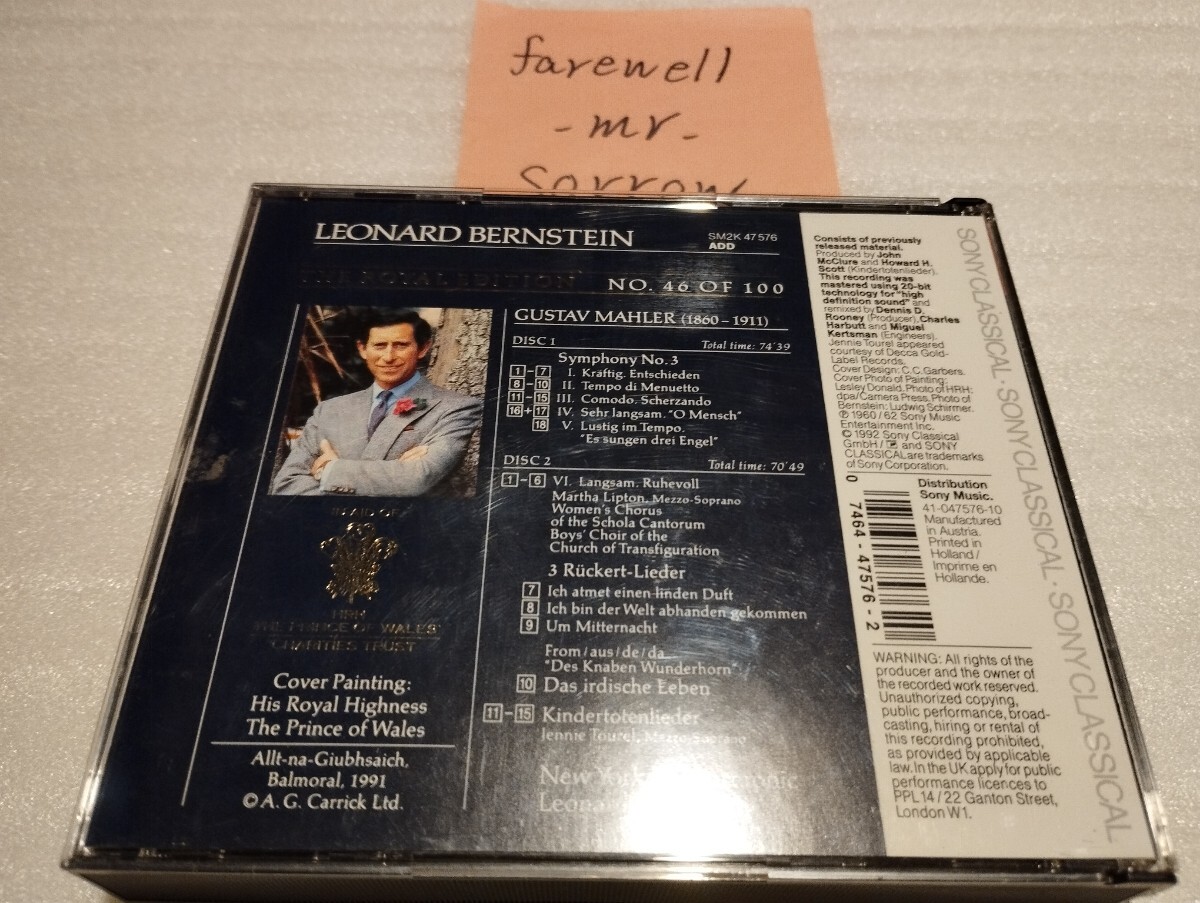 farewell
-mr-
sorrow
LEONARD BERNSTEIN
SM2K 47576
ADD
ROYAL EDITION
NO. 46 OF 100
GUSTAV MAHLER (1860–1911)
DISC 1 Total time: 74'39
Symphony No. 3
1–7 I. Kräftig. Entschieden
8–10 II. Tempo di Menuetto
11–15 III. Comodo. Scherzando
16+17 IV. Sehr langsam. "O Mensch"
18 V. Lustig im Tempo.
"Es sungen drei Engel"
DISC 2 Total time: 70'49
1–6 VI. Langsam. Ruhevoll
Martha Lipton, Mezzo-Soprano
Women's Chorus
of the Schola Cantorum
Boys' Choir of the
Church of Transfiguration
3 Rückert-Lieder
7 Ich atmet einen linden Duft
8 Ich bin der Welt abhanden gekommen
9 Um Mitternacht
From/aus/de/da
"Des Knaben Wunderhorn"
10 Das irdische Leben
11–15 Kindertotenlieder
Jennie Tourel, Mezzo-Soprano
New York
Leonard
IN AID OF
HRH
THE PRINCE OF WALES'
CHARITIES TRUST
Cover Painting:
His Royal Highness
The Prince of Wales
Allt-na-Giubhsaich,
Balmoral, 1991
© A. G. Carrick Ltd.
Consists of previously
released material.
Produced by John
McClure and Howard H.
Scott (Kindertotenlieder).
This recording was
mastered using 20-bit
technology for "high
definition sound" and
remixed by Dennis D.
Rooney (Producer), Charles
Harbutt and Miguel
Kertsman (Engineers).
Jennie Tourel appeared
courtesy of Decca Gold-
Label Records.
Cover Design: C.C. Garbers.
Cover Photo of Painting:
Lesley Donald. Photo of HRH:
dpa/Camera Press. Photo of
Bernstein: Ludwig Schirmer.
℗ 1960/62 Sony Music
Entertainment Inc.
© 1992 Sony Classical
GmbH / and SONY
CLASSICAL are trademarks
of Sony Corporation.
0 7464-47576-2
Distribution
Sony Music.
41-047576-10
Manufactured
in Austria.
Printed in
Holland/
Imprime en
Hollande.
WARNING: All rights of the
producer and the owner of
the recorded work reserved.
Unauthorized copying,
public performance, broad-
casting, hiring or rental of
this recording prohibited,
as provided by applicable
law. In the UK apply for public
performance licences to
PPL 14/22 Ganton Street,
London W1.
SONY CLASSICAL · SONY CLASSICAL · SONY CLASSICAL